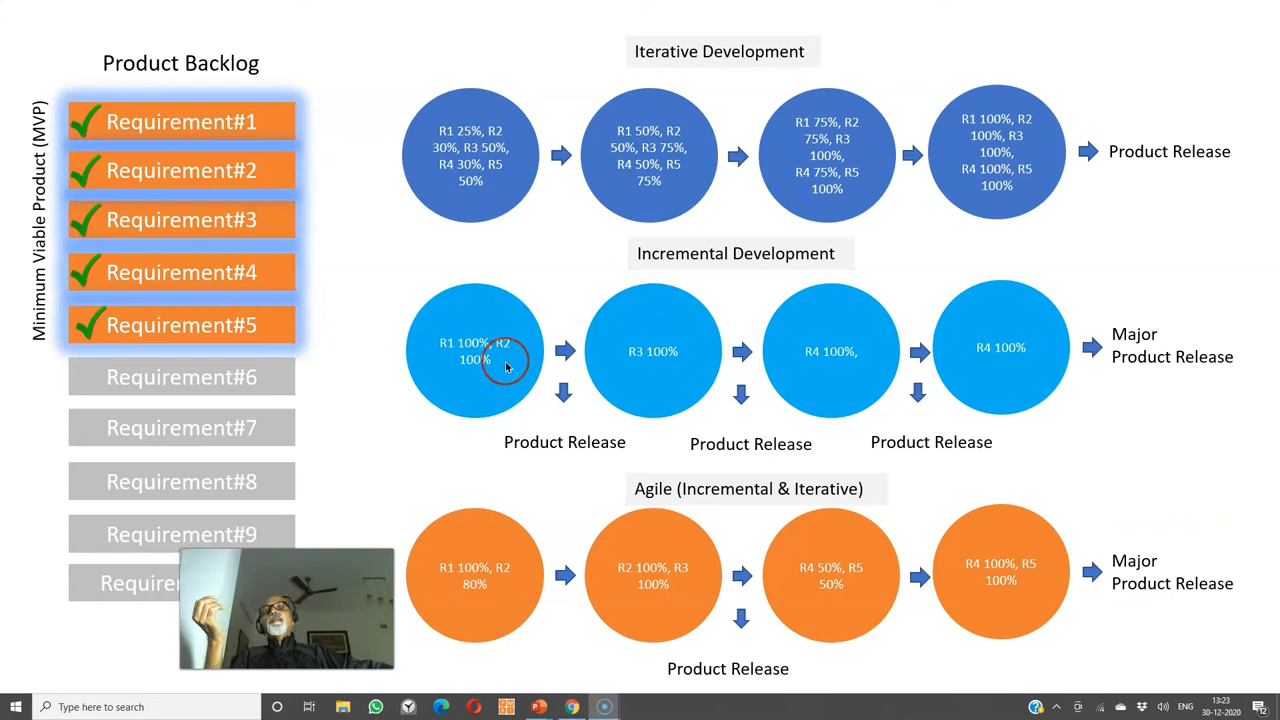 Product Backlog
Minimum Viable Product (MVP)
Requirement#1
Requirement#2
Requirement#3
Requirement#4
Requirement#5
Requirement#6
Requirement#7
Requirement#8
Requirement#9
Iterative Development
R1 25%, R2
30%, R3 50%,
R4 30%, R5
50%
R1 50%, R2
50%, R3 75%,
R4 50%, R5
75%
R1 75%, R2
75%, R3
100%,
R4 75%, R5
100%
R1 100%, R2
100%, R3
100%,
R4 100%, R5
100%
Product Release
Incremental Development
R1 100%, R2
100%
R3 100%
R4 100%,
R4 100%
Major
Product Release
Product Release
Product Release
Product Release
Agile (Incremental & Iterative)
R1 100%, R2
80%
R2 100%, R3
100%
R4 50%, R5
50%
R4 100%, R5
100%
Major
Product Release
Product Release
Type here to search
13:23
30-12-2020
12